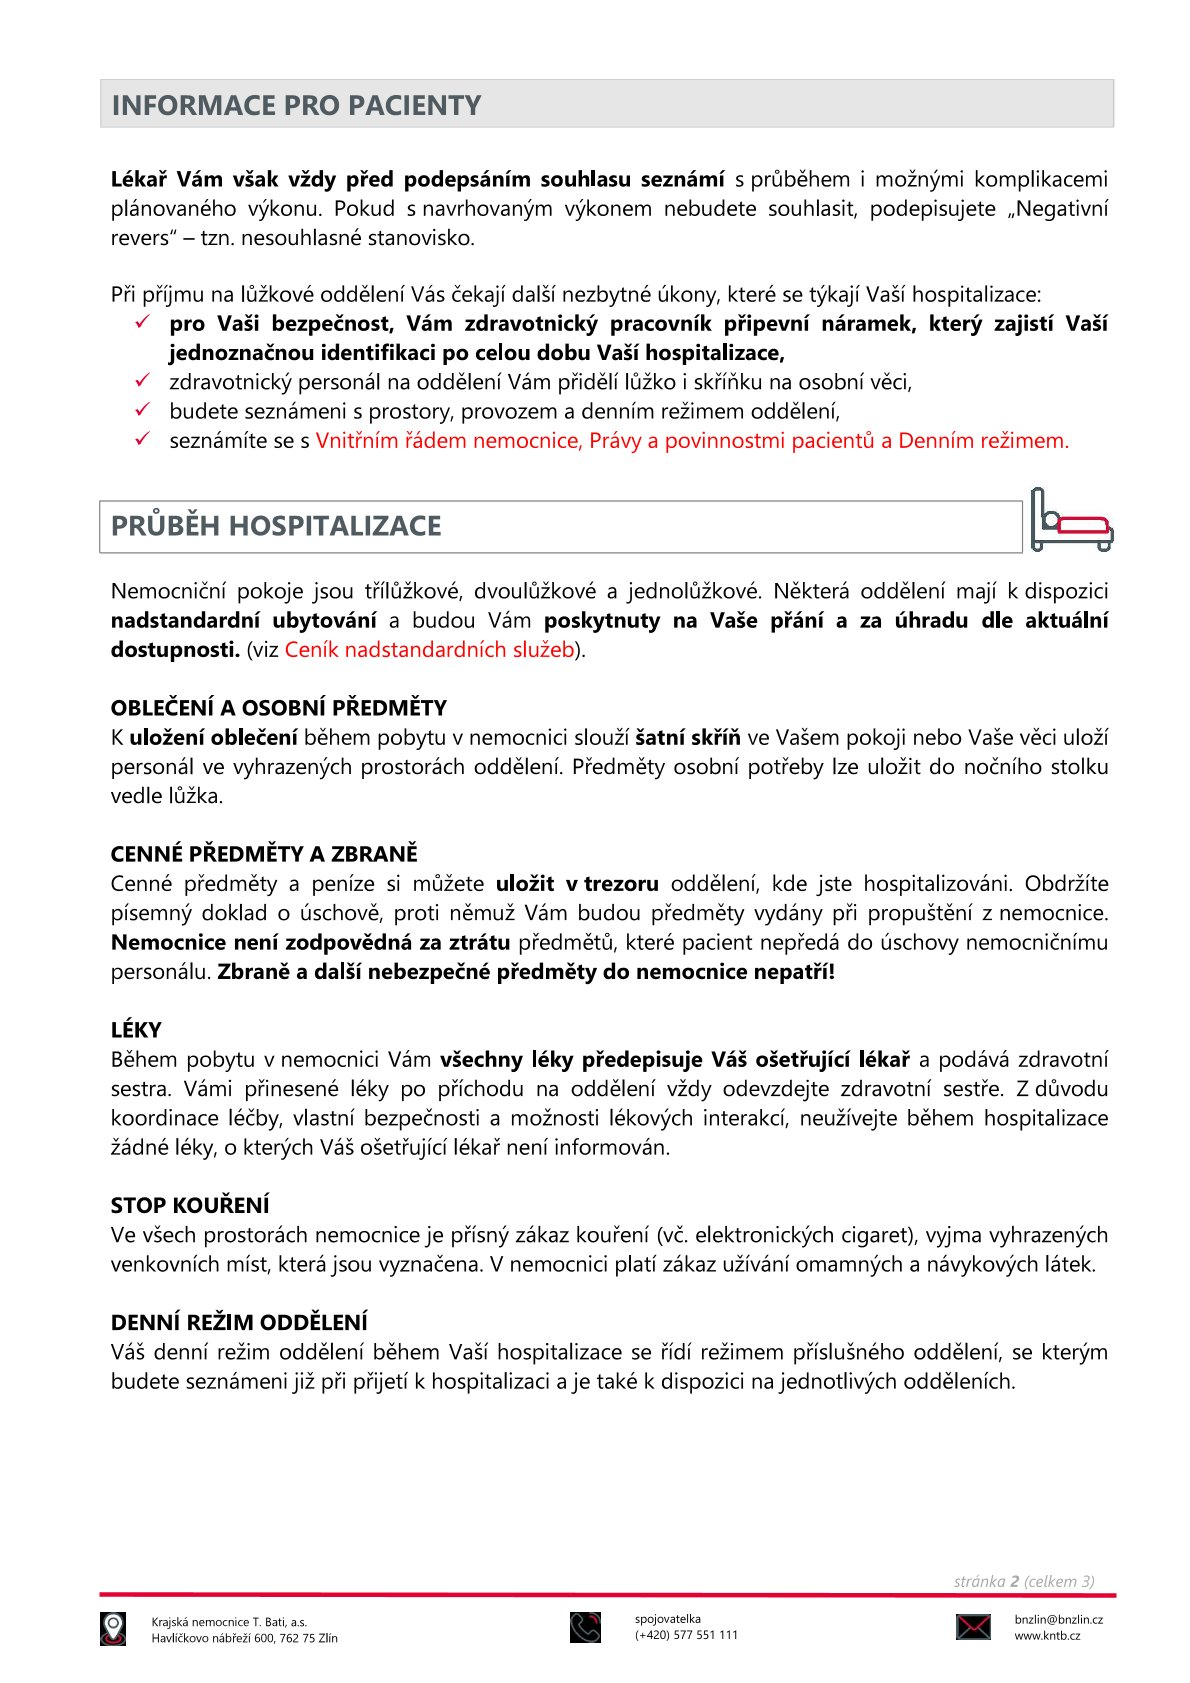 INFORMACE PRO PACIENTY
Lékař Vám však vždy před podepsáním souhlasu seznámí s průběhem i možnými komplikacemi
plánovaného výkonu. Pokud s navrhovaným výkonem nebudete souhlasit, podepisujete „Negativní
revers“ – tzn. nesouhlasné stanovisko.
Při příjmu na lůžkové oddělení Vás čekají další nezbytné úkony, které se týkají Vaší hospitalizace:
✓ pro Vaši bezpečnost, Vám zdravotnický pracovník připevní náramek, který zajistí Vaší
jednoznačnou identifikaci po celou dobu Vaší hospitalizace,
✓ zdravotnický personál na oddělení Vám přidělí lůžko i skříňku na osobní věci,
✓ budete seznámeni s prostory, provozem a denním režimem oddělení,
✓ seznámíte se s Vnitřním řádem nemocnice, Právy a povinnostmi pacientů a Denním režimem.
PRŮBĚH HOSPITALIZACE
Nemocniční pokoje jsou třílůžkové, dvoulůžkové a jednolůžkové. Některá oddělení mají k dispozici
nadstandardní ubytování a budou Vám poskytnuty na Vaše přání a za úhradu dle aktuální
dostupnosti. (viz Ceník nadstandardních služeb).
OBLEČENÍ A OSOBNÍ PŘEDMĚTY
K uložení oblečení během pobytu v nemocnici slouží šatní skříň ve Vašem pokoji nebo Vaše věci uloží
personál ve vyhrazených prostorách oddělení. Předměty osobní potřeby lze uložit do nočního stolku
vedle lůžka.
CENNÉ PŘEDMĚTY A ZBRANĚ
Cenné předměty a peníze si můžete uložit v trezoru oddělení, kde jste hospitalizováni. Obdržíte
písemný doklad o úschově, proti němuž Vám budou předměty vydány při propuštění z nemocnice.
Nemocnice není zodpovědná za ztrátu předmětů, které pacient nepředá do úschovy nemocničnímu
personálu. Zbraně a další nebezpečné předměty do nemocnice nepatří!
LÉKY
Během pobytu v nemocnici Vám všechny léky předepisuje Váš ošetřující lékař a podává zdravotní
sestra. Vámi přinesené léky po příchodu na oddělení vždy odevzdejte zdravotní sestře. Z důvodu
koordinace léčby, vlastní bezpečnosti a možnosti lékových interakcí, neužívejte během hospitalizace
žádné léky, o kterých Váš ošetřující lékař není informován.
STOP KOUŘENÍ
Ve všech prostorách nemocnice je přísný zákaz kouření (vč. elektronických cigaret), vyjma vyhrazených
venkovních míst, která jsou vyznačena. V nemocnici platí zákaz užívání omamných a návykových látek.
DENNÍ REŽIM ODDĚLENÍ
Váš denní režim oddělení během Vaší hospitalizace se řídí režimem příslušného oddělení, se kterým
budete seznámeni již při přijetí k hospitalizaci a je také k dispozici na jednotlivých odděleních.
stránka 2 (celkem 3)
Krajská nemocnice T. Bati, a.s.
Havlíčkovo nábřeží 600, 762 75 Zlín
spojovatelka
(+420) 577 551 111
bnzlin@bnzlin.cz
www.kntb.cz